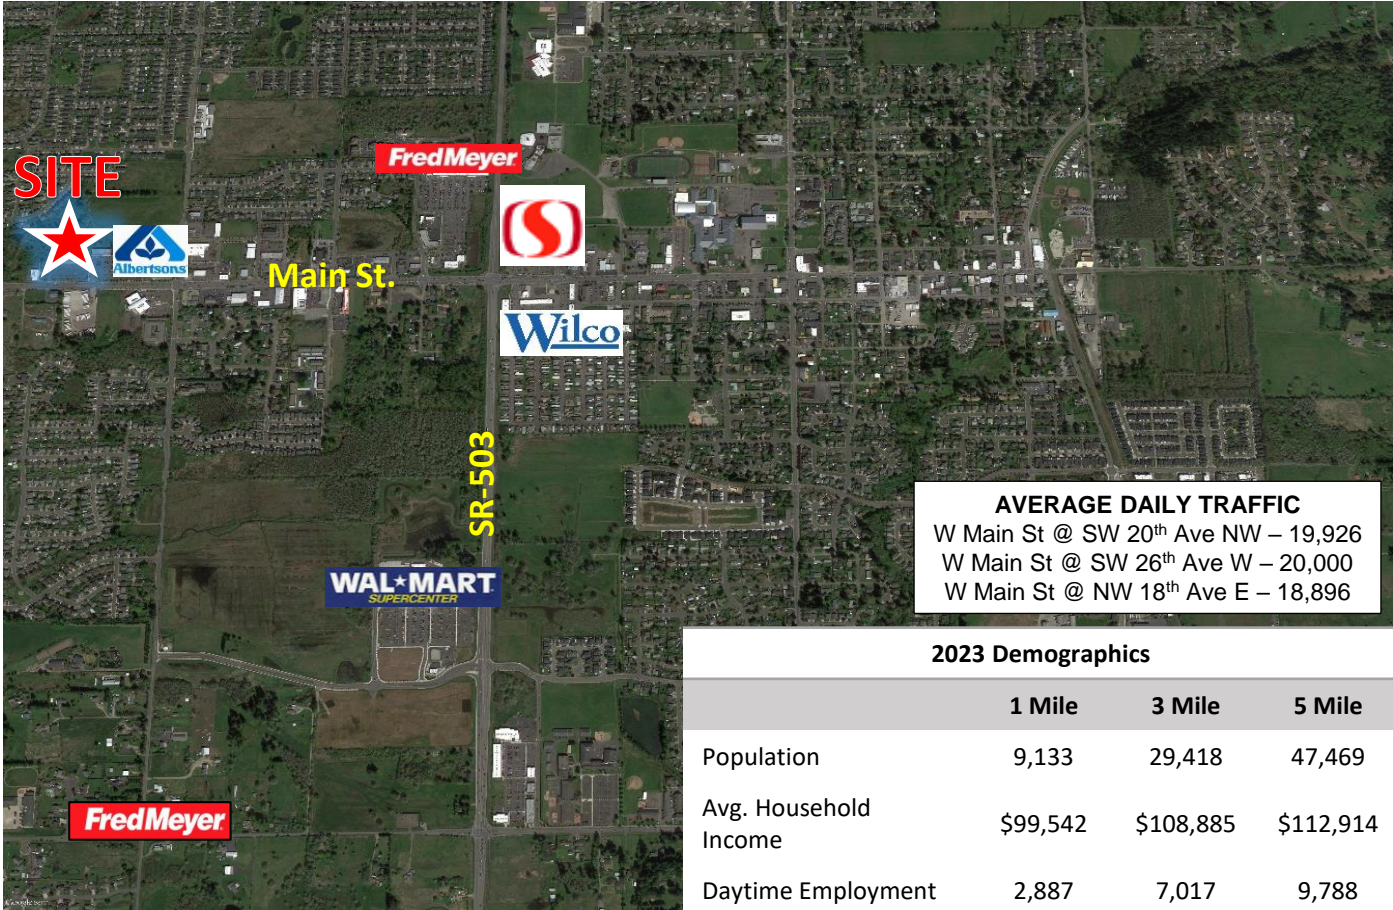 SITE
FredMeyer
Albertsons
Main St.
Wilco
SR-503
WAL★MART
SUPERCENTER
FredMeyer
AVERAGE DAILY TRAFFIC
W Main St @ SW 20th Ave NW – 19,926
W Main St @ SW 26th Ave W – 20,000
W Main St @ NW 18th Ave E – 18,896
2023 Demographics
1 Mile 3 Mile 5 Mile
Population 9,133 29,418 47,469
Avg. Household
Income $99,542 $108,885 $112,914
Daytime Employment 2,887 7,017 9,788